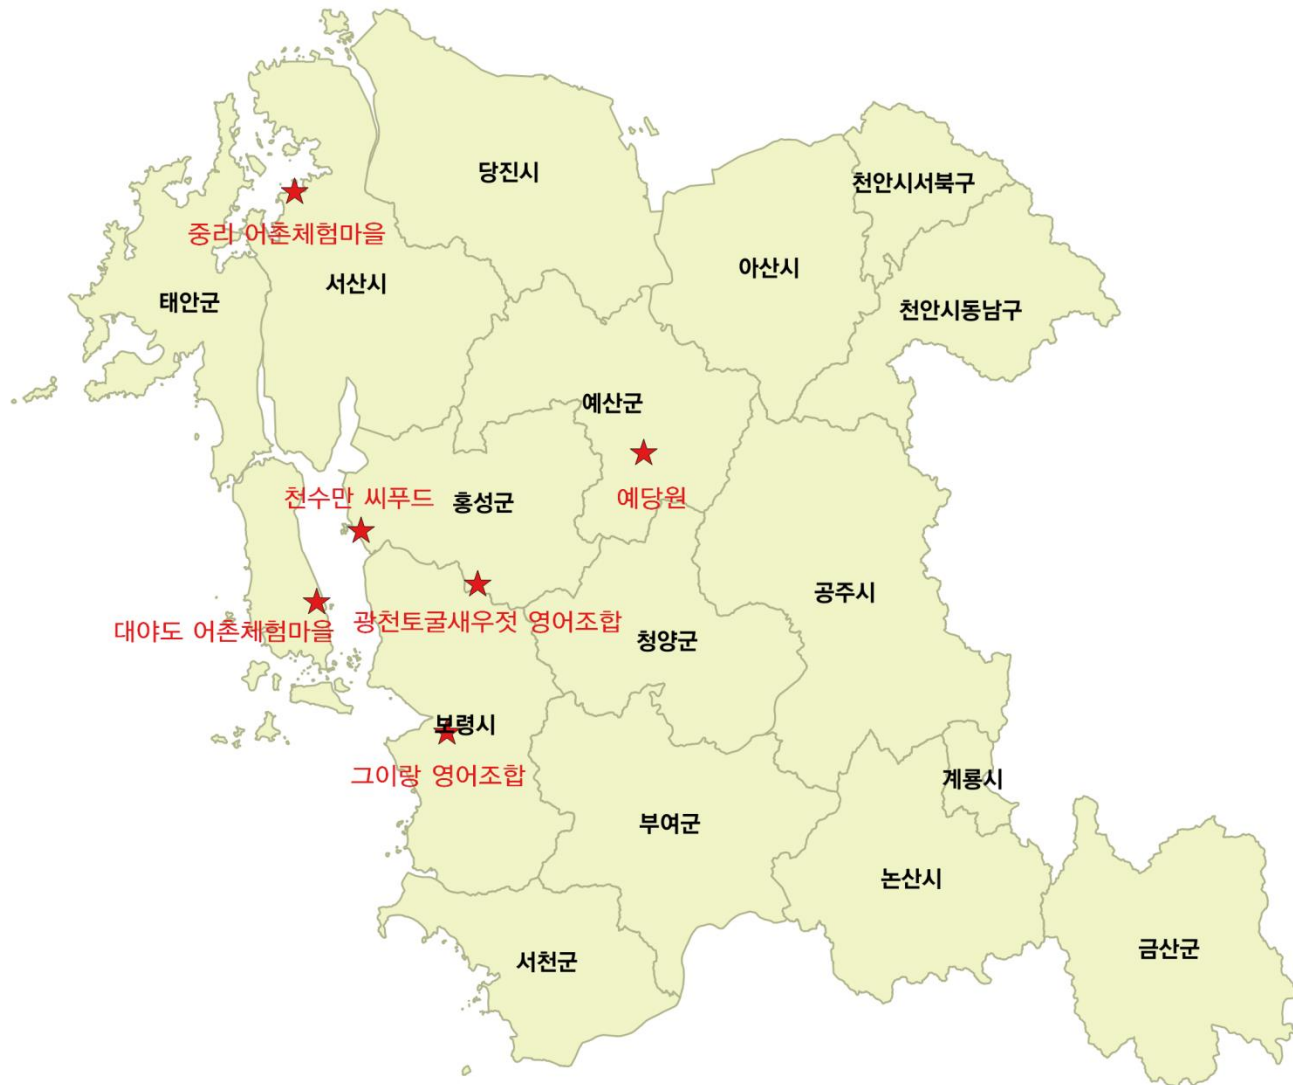 당진시
천안시서북구
중리 어촌체험마을
아산시
서산시
태안군
천안시동남구
예산군
천수만 씨푸드
홍성군
예당원
공주시
대야도 어촌체험마을
광천토굴새우젓 영어조합
청양군
보령시
그이랑 영어조합
계룡시
부여군
논산시
금산군
서천군